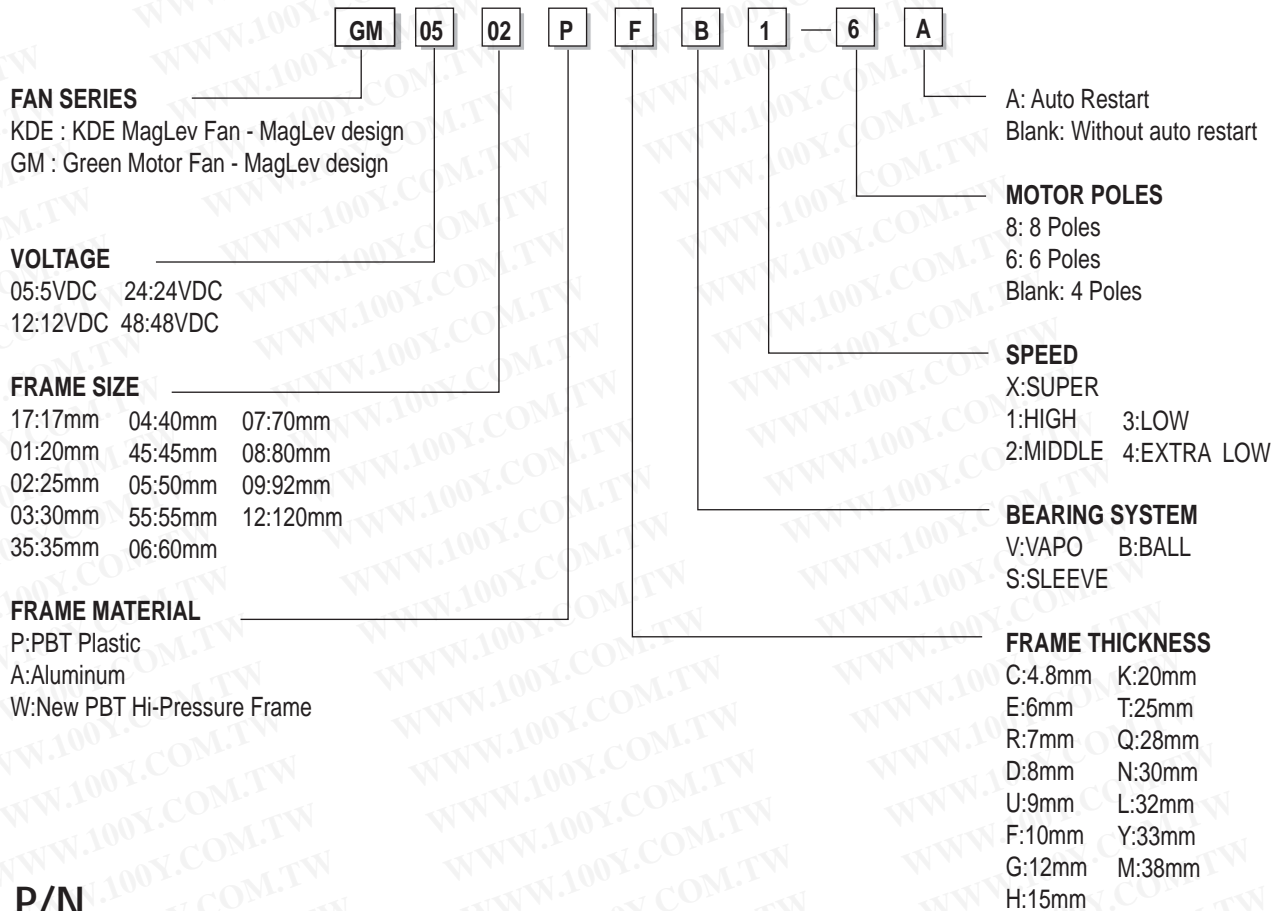 GM 05 02 P F B 1 — 6 A
FAN SERIES
KDE : KDE MagLev Fan - MagLev design
GM : Green Motor Fan - MagLev design
VOLTAGE
05:5VDC 24:24VDC
12:12VDC 48:48VDC
FRAME SIZE
17:17mm 04:40mm 07:70mm
01:20mm 45:45mm 08:80mm
02:25mm 05:50mm 09:92mm
03:30mm 55:55mm 12:120mm
35:35mm 06:60mm
FRAME MATERIAL
P:PBT Plastic
A:Aluminum
W:New PBT Hi-Pressure Frame
A: Auto Restart
Blank: Without auto restart
MOTOR POLES
8: 8 Poles
6: 6 Poles
Blank: 4 Poles
SPEED
X:SUPER
1:HIGH 3:LOW
2:MIDDLE 4:EXTRA LOW
BEARING SYSTEM
V:VAPO B:BALL
S:SLEEVE
FRAME THICKNESS
C:4.8mm K:20mm
E:6mm T:25mm
R:7mm Q:28mm
D:8mm N:30mm
U:9mm L:32mm
F:10mm Y:33mm
G:12mm M:38mm
H:15mm
P/N
WWW.100Y.COM.TW